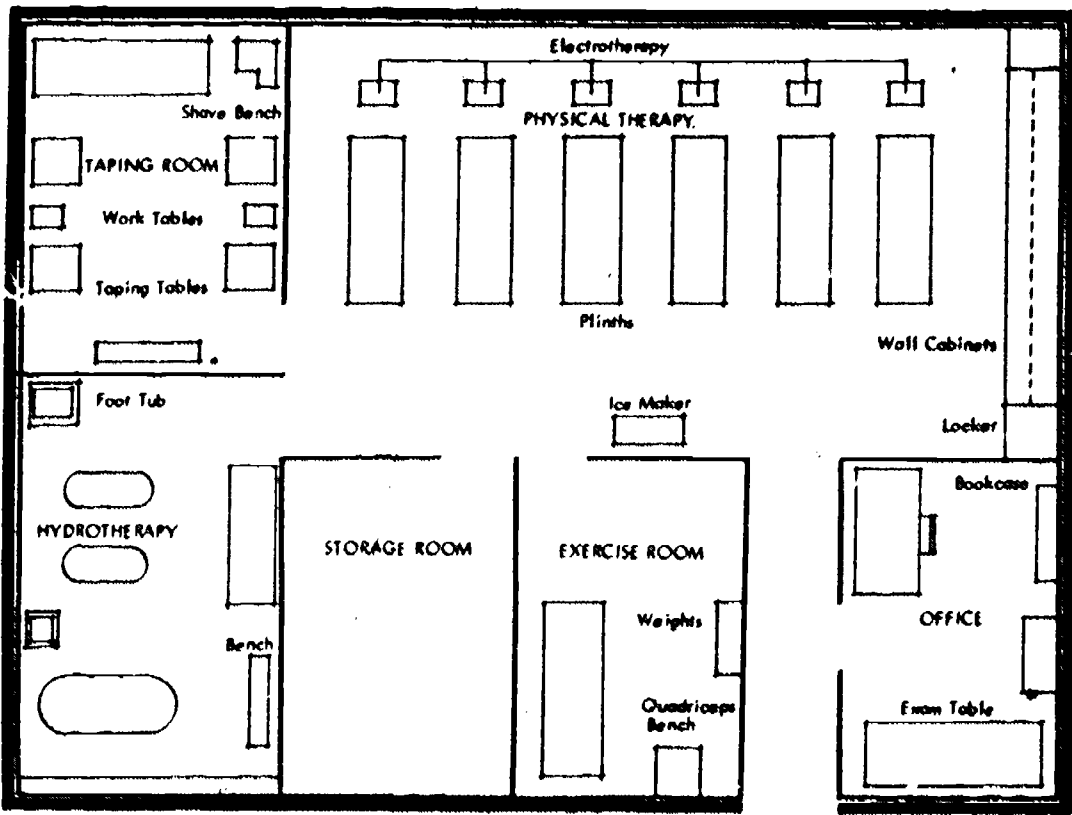 Electrotherapy
Shave Bench
PHYSICAL THERAPY.
TAPING ROOM
Work Tables
Taping Tables
Plinths
Wall Cabinets
Foot Tub
Ice Maker
Locker
Bookcase
HYDROTHERAPY
STORAGE ROOM
EXERCISE ROOM
Weights
OFFICE
Bench
Quadriceps
Bench
Exam Table